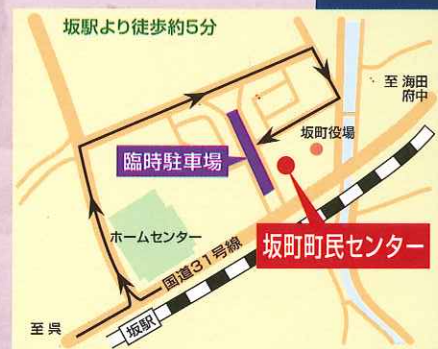 坂駅より徒歩約5分
至 海田
府中
坂町役場
臨時駐車場
ホームセンター
坂町町民センター
国道31号線
至 呉
坂駅